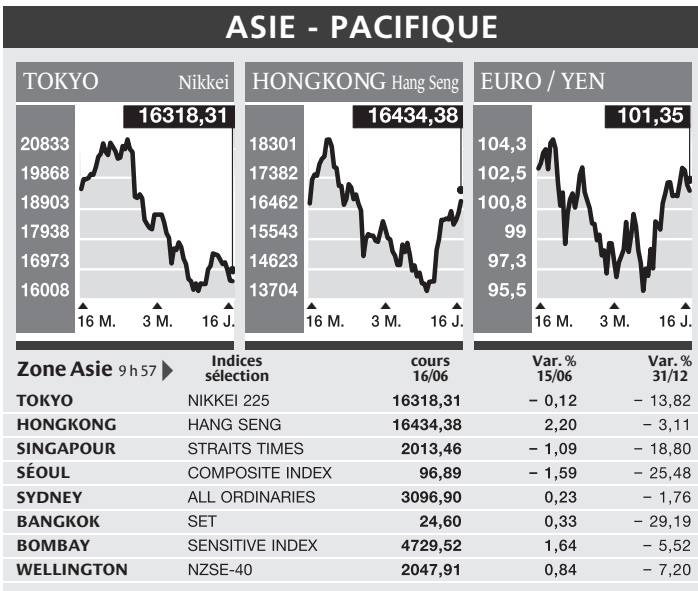 ASIE - PACIFIQUE
TOKYO Nikkei
16318,31
20833
19868
18903
17938
16973
16008
16 M. 3 M. 16 J.
HONGKONG Hang Seng
16434,38
18301
17382
16462
15543
14623
13704
16 M. 3 M. 16 J.
EURO / YEN
101,35
104,3
102,5
100,8
99
97,3
95,5
16 M. 3 M. 16 J.
Zone Asie 9 h 57 Indices sélection cours 16/06 Var. % 15/06 Var. % 31/12
TOKYO NIKKEI 225 16318,31 – 0,12 – 13,82
HONGKONG HANG SENG 16434,38 2,20 – 3,11
SINGAPOUR STRAITS TIMES 2013,46 – 1,09 – 18,80
SÉOUL COMPOSITE INDEX 96,89 – 1,59 – 25,48
SYDNEY ALL ORDINARIES 3096,90 0,23 – 1,76
BANGKOK SET 24,60 0,33 – 29,19
BOMBAY SENSITIVE INDEX 4729,52 1,64 – 5,52
WELLINGTON NZSE-40 2047,91 0,84 – 7,20